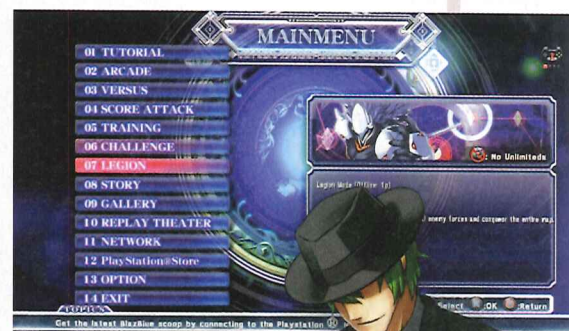 MAINMENU
01 TUTORIAL
02 ARCADE
03 VERSUS
04 SCORE ATTACK
05 TRAINING
06 CHALLENGE
07 LEGION
08 STORY
09 GALLERY
10 REPLAY THEATER
11 NETWORK
12 PlayStation®Store
13 OPTION
14 EXIT
: No Unlimiteds
Legion Mode
enemy forces and conquer the entire map.
Select :OK :Return
TOPICS
Get the latest BlazBlue scoop by connecting to the Playstation ®